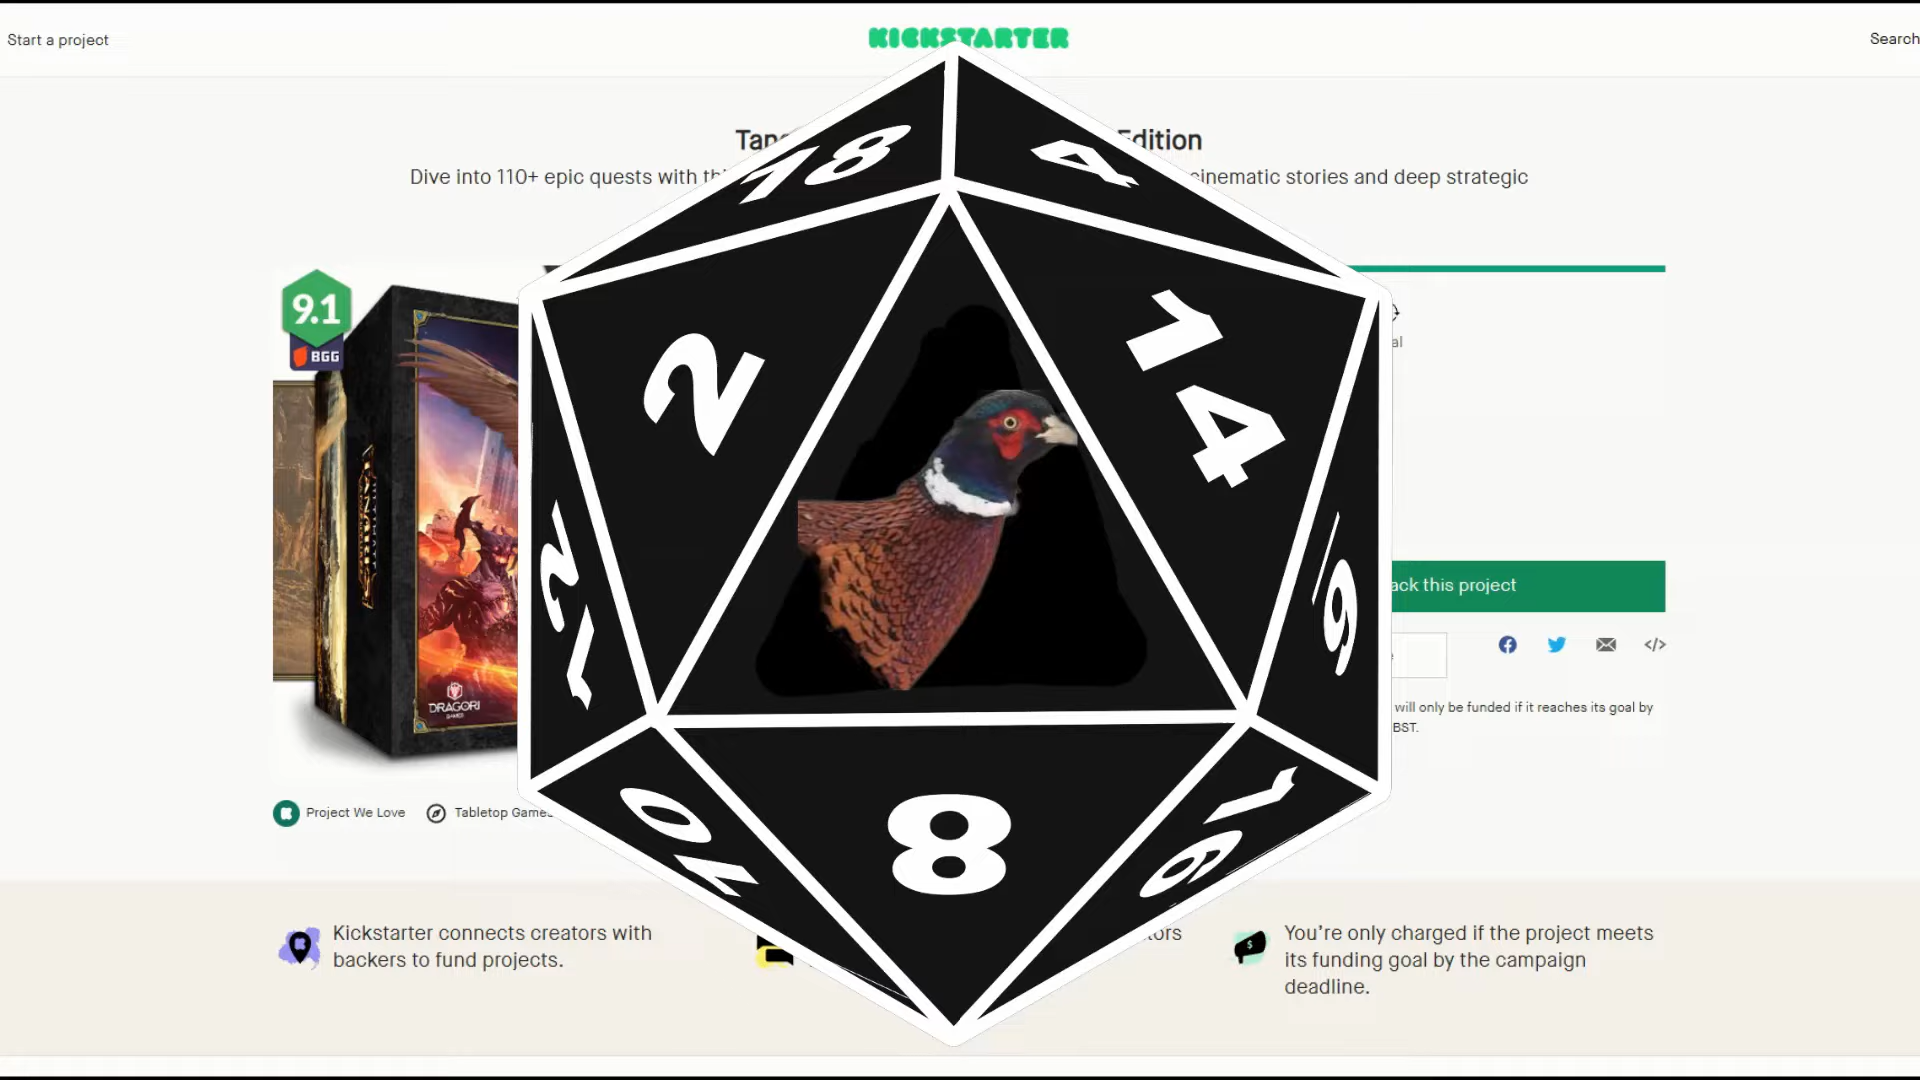 Start a project
KICKSTARTER
Search
Edition
Dive into 110+ epic quests with
cinematic stories and deep strategic
18
4
9.1
BGG
2
14
DRAGORI
GAMES
this project
will only be funded if it reaches its goal by
BST.
8
Project We Love
Tabletop Games
Kickstarter connects creators with
backers to fund projects.
You're only charged if the project meets
its funding goal by the campaign
deadline.